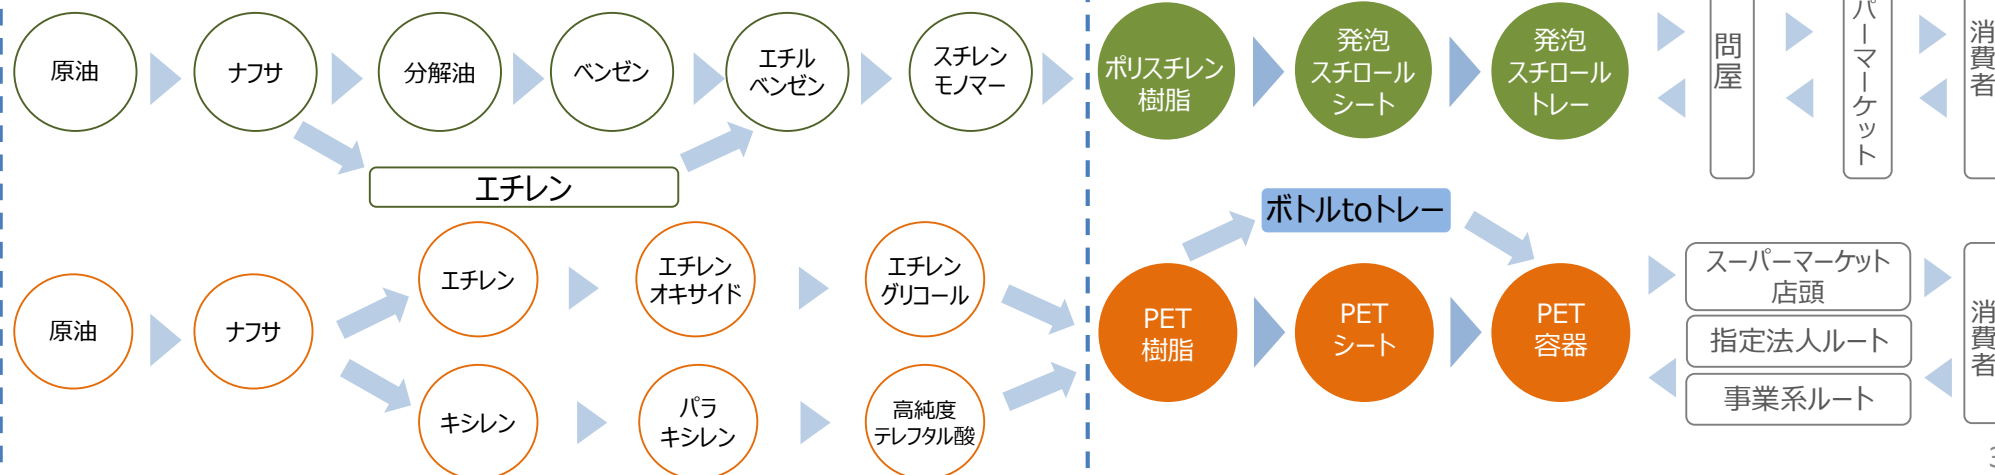 原油
ナフサ
分解油
ベンゼン
エチル
ベンゼン
スチレン
モノマー
エチレン
ポリスチレン
樹脂
発泡
スチロール
シート
発泡
スチロール
トレー
問屋
パーマーケット
消費者
原油
ナフサ
エチレン
エチレン
オキサイド
エチレン
グリコール
キシレン
パラ
キシレン
高純度
テレフタル酸
ボトルtoトレー
PET
樹脂
PET
シート
PET
容器
スーパーマーケット
店頭
指定法人ルート
事業系ルート
消費者